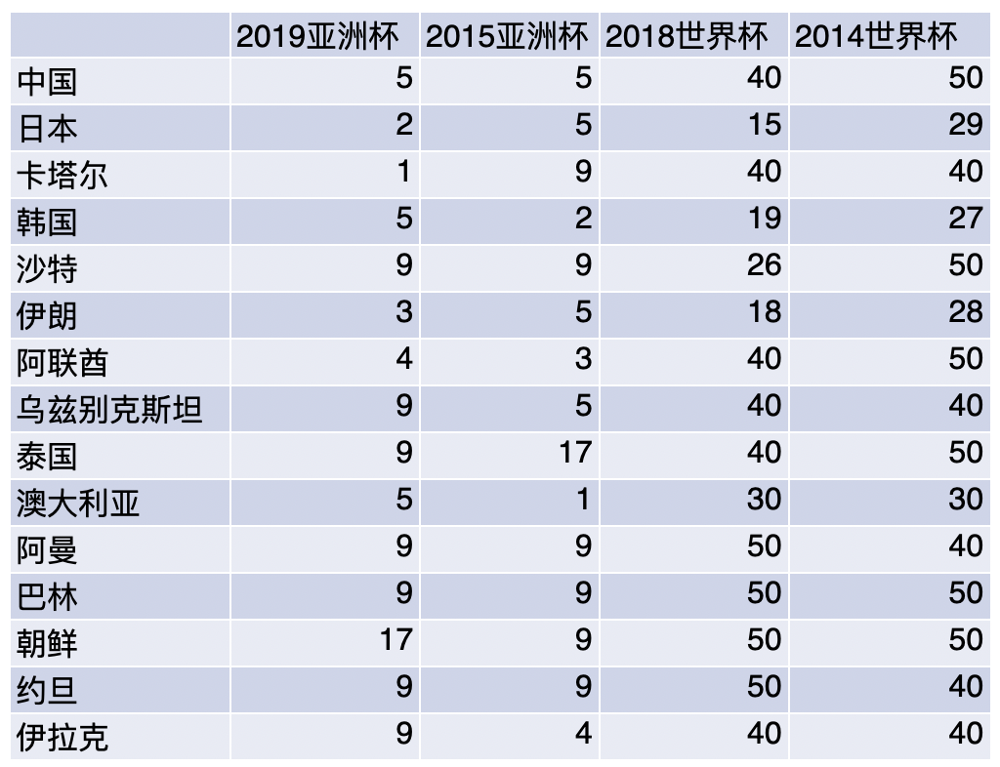 2019亚洲杯 2015亚洲杯 2018世界杯 2014世界杯
中国 5 5 40 50
日本 2 5 15 29
卡塔尔 1 9 40 40
韩国 5 2 19 27
沙特 9 9 26 50
伊朗 3 5 18 28
阿联酋 4 3 40 50
乌兹别克斯坦 9 5 40 40
泰国 9 17 40 50
澳大利亚 5 1 30 30
阿曼 9 9 50 40
巴林 9 9 50 50
朝鲜 17 9 50 50
约旦 9 9 50 40
伊拉克 9 4 40 40